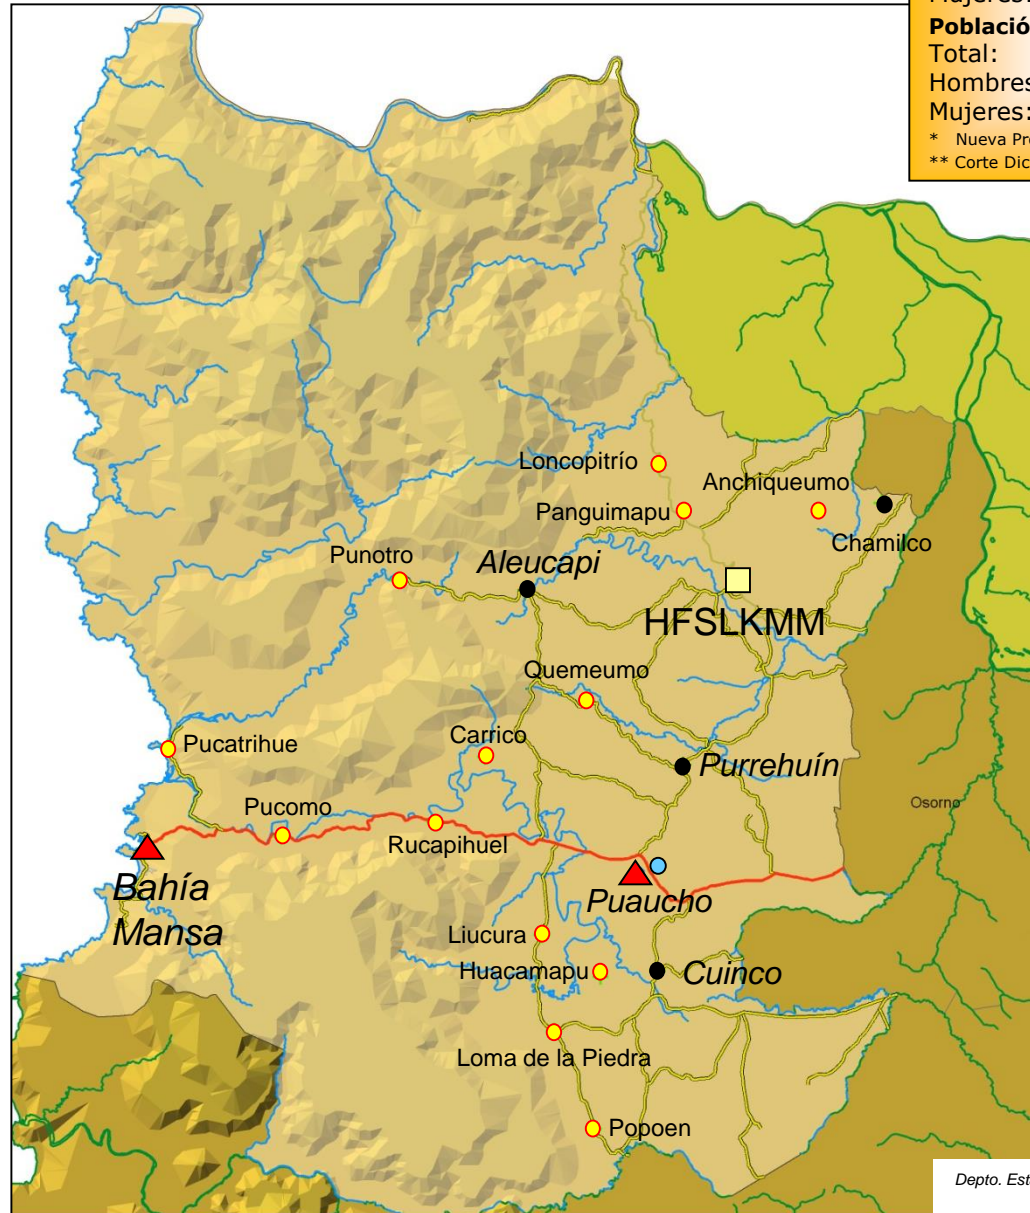 Població
Total:
Hombres
Mujeres:
* Nueva Pr
** Corte Dic
Loncopitrío
Anchiqueumo
Panguimapu
Chamilco
Punotro
Aleucapi
HFSLKMM
Quemeumo
Pucatrihue
Carrico
Purrehuín
Pucomo
Osorno
Rucapihuel
Bahía
Mansa
Puaucho
Liucura
Huacamapu
Cuinco
Loma de la Piedra
Popoen
Depto. Est